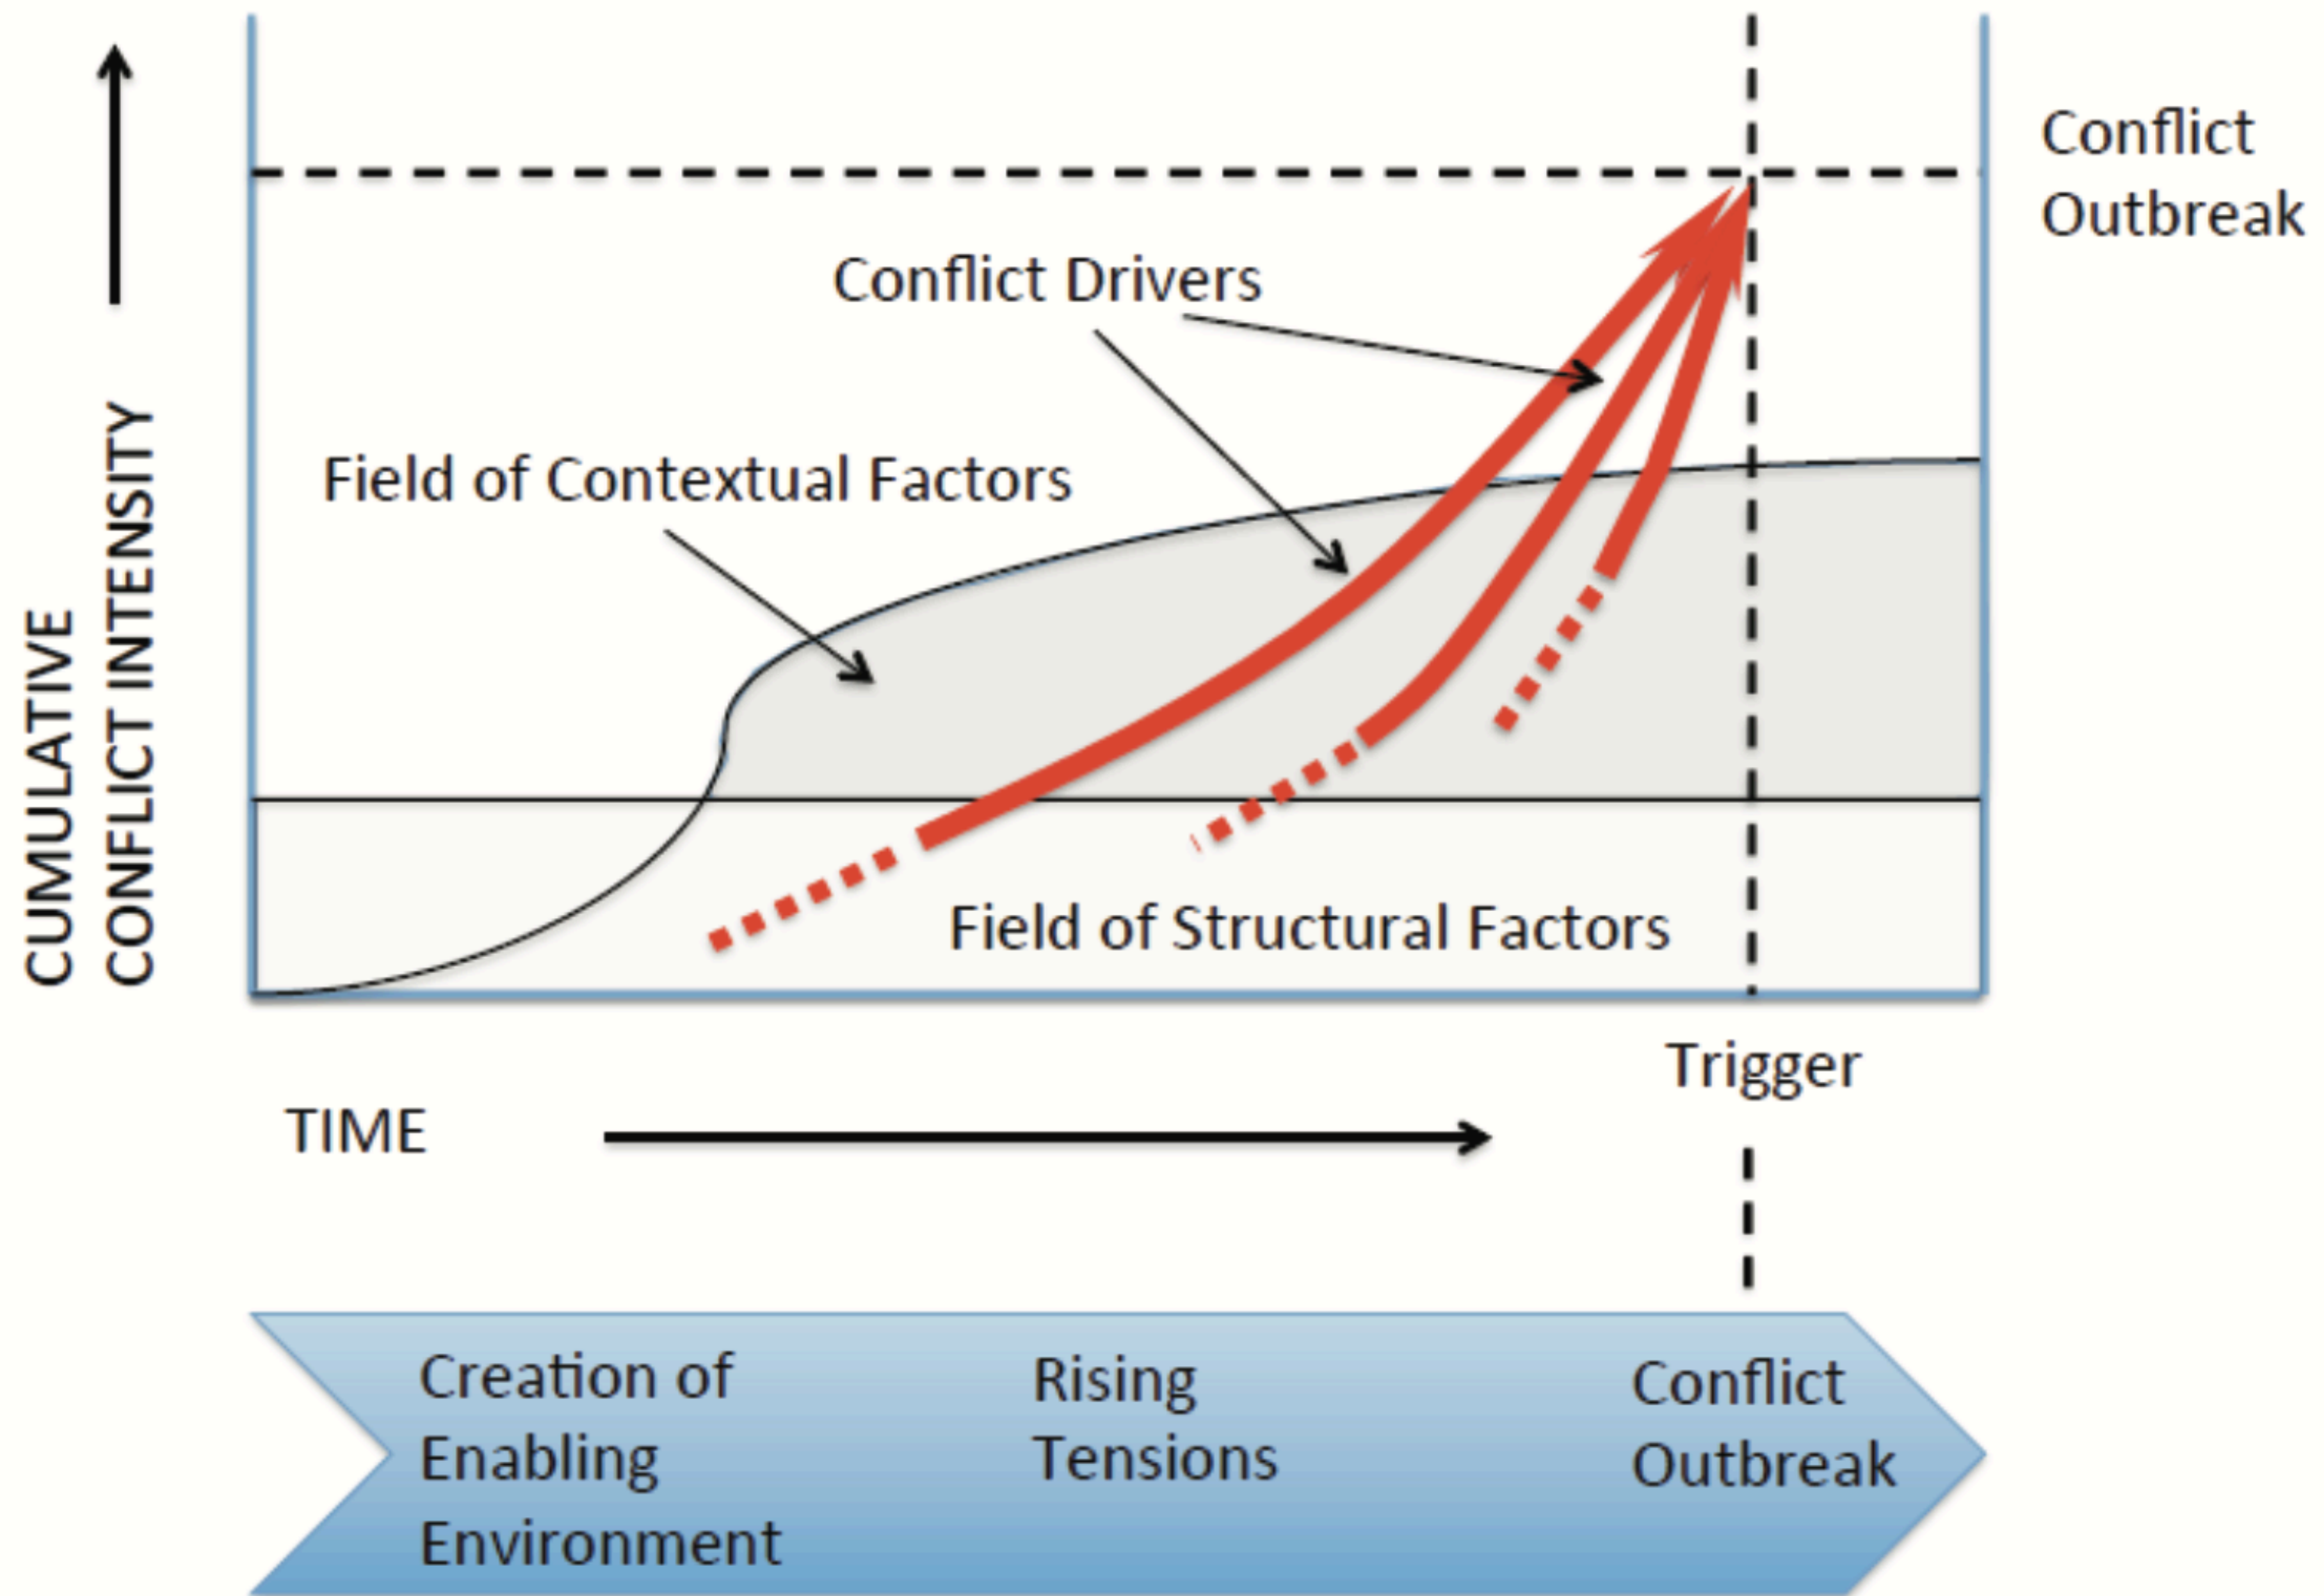 Conflict
Outbreak
Conflict Drivers
Field of Contextual Factors
CUMULATIVE
CONFLICT INTENSITY
Field of Structural Factors
Trigger
TIME
Creation of
Enabling
Environment
Rising
Tensions
Conflict
Outbreak